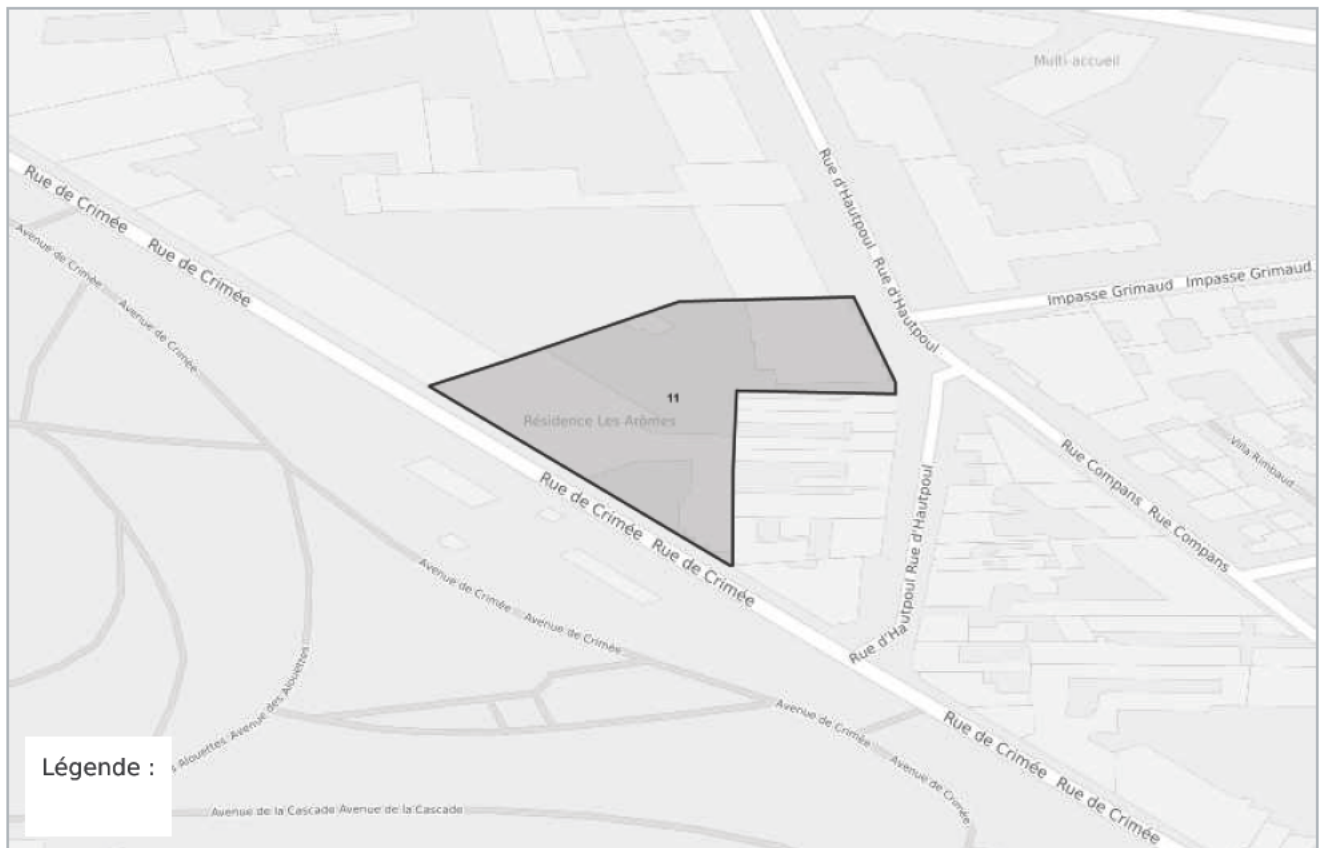 Multi-accueil
Rue de Crimée Rue de Crimée
Rue d'Hautpoul Rue d'Hautpoul
Avenue de Crimée Avenue de Crimée
Impasse Grimaud Impasse Grimaud
11
Résidence Les Arômes
Rue de Crimée Rue de Crimée
Rue Compans Rue Compans
Villa Rimbaud
Rue d'Hautpoul Rue d'Hautpoul
Avenue de Crimée Avenue de Crimée
Alouettes Avenue des Alouettes
Avenue de Crimée Avenue de Crimée
Rue de Crimée Rue de Crimée
Légende :
Avenue de la Cascade Avenue de la Cascade